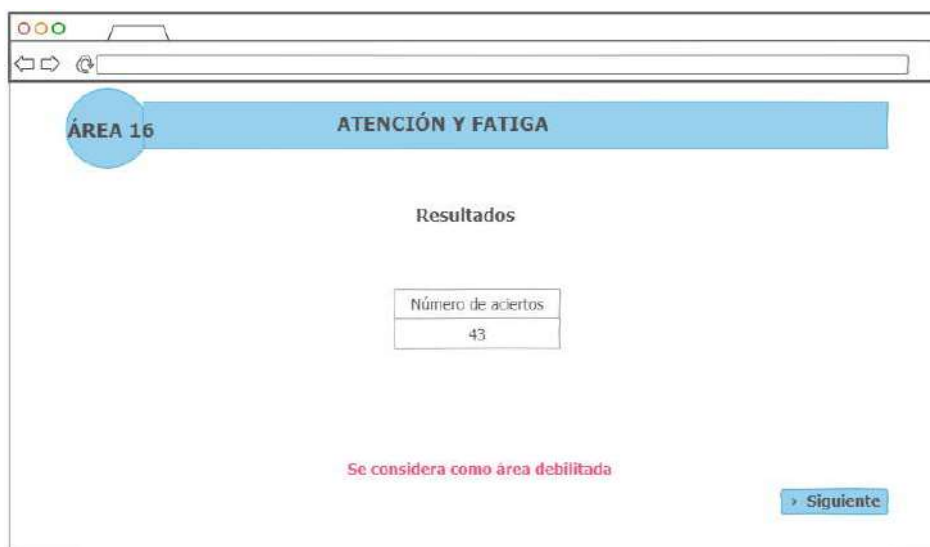 ÁREA 16
ATENCIÓN Y FATIGA
Resultados
Número de aciertos
43
Se considera como área debilitada
› Siguiente